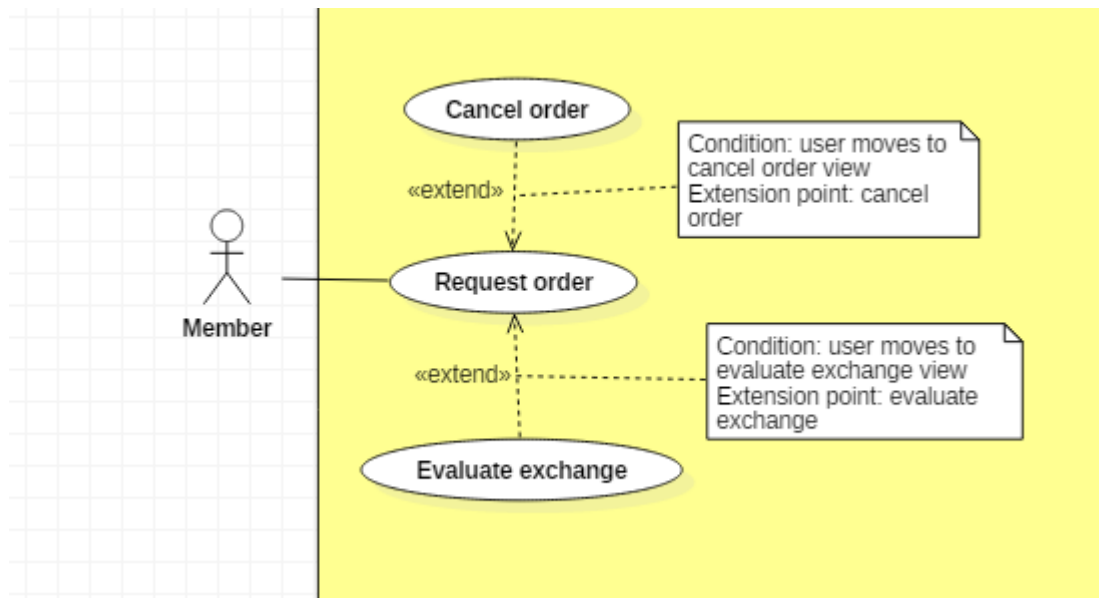 Cancel order
Condition: user moves to
cancel order view
Extension point: cancel
order
«extend»
Request order
Member
Condition: user moves to
evaluate exchange view
Extension point: evaluate
exchange
«extend»
Evaluate exchange